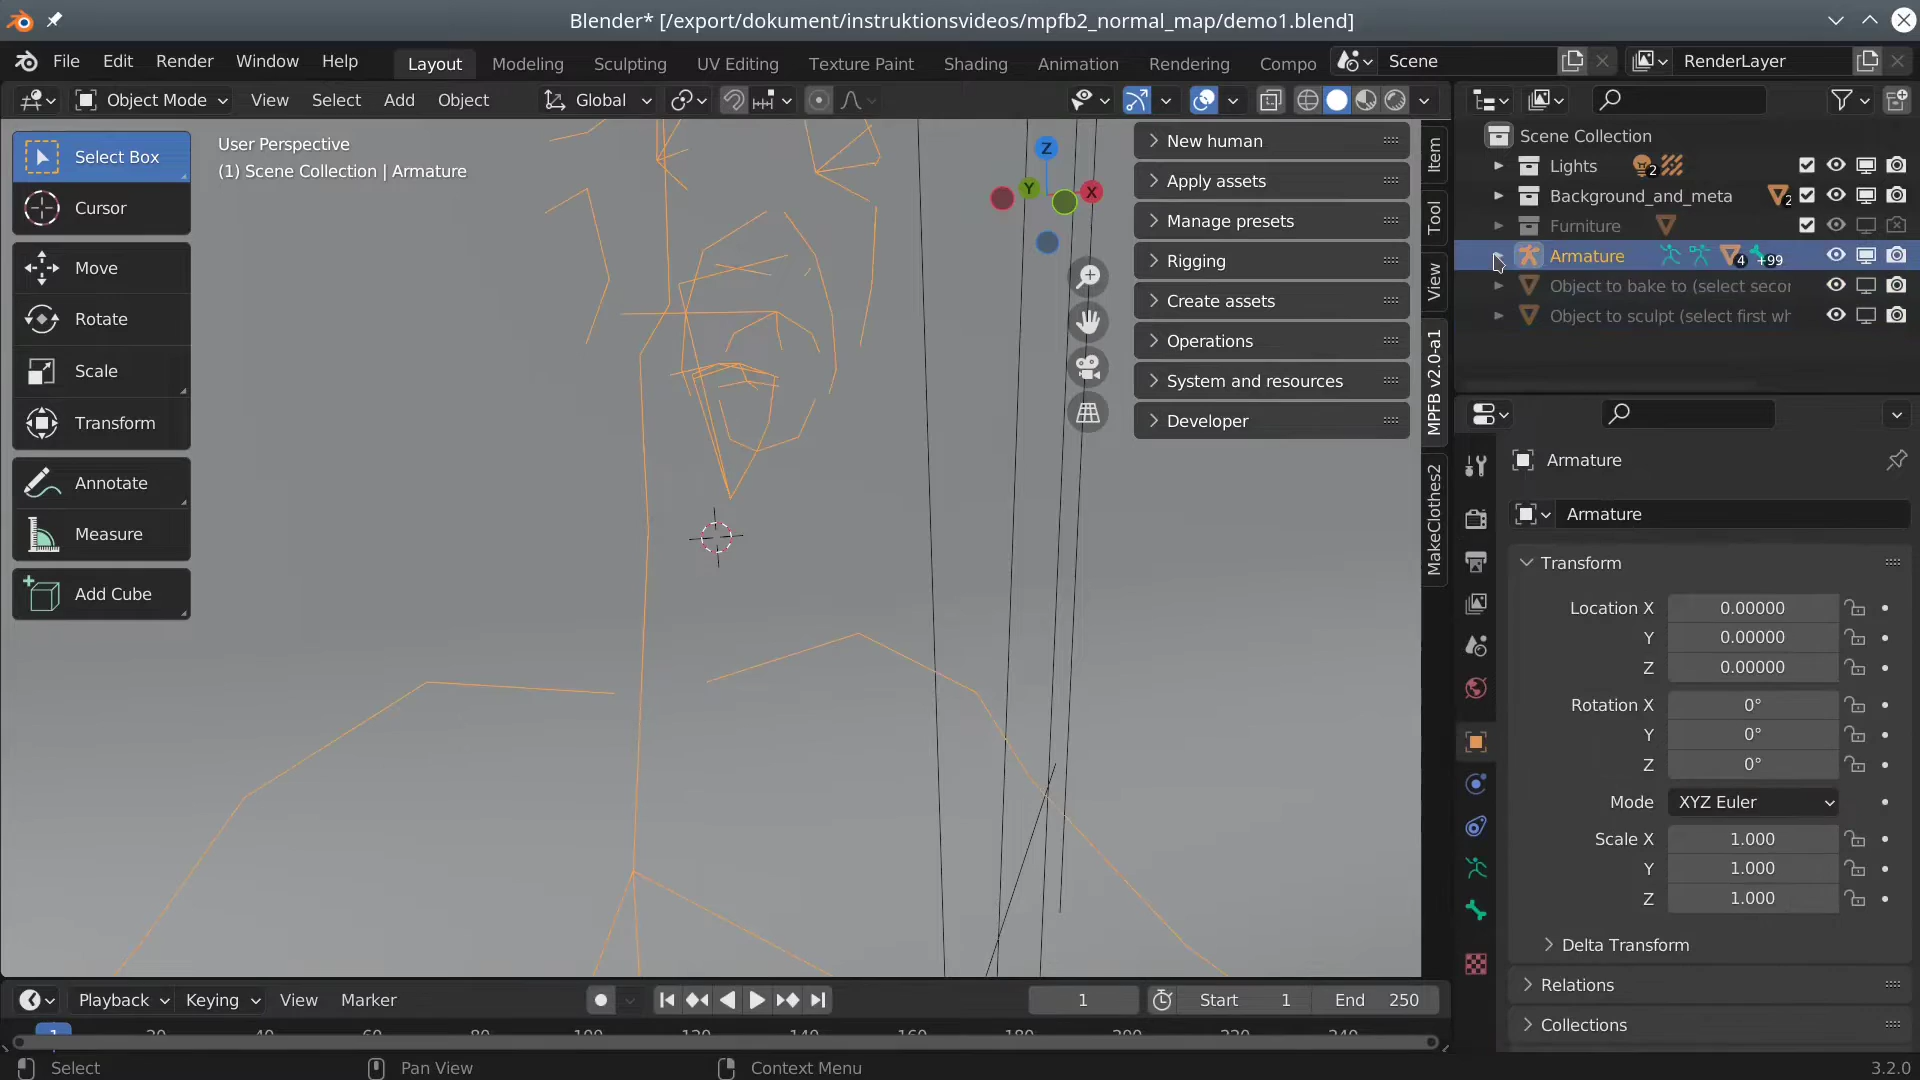 Blender* [/export/dokument/instruktionsvideos/mpfb2_normal_map/demo1.blend]
File Edit Render Window Help Layout Modeling Sculpting UV Editing Texture Paint Shading Animation Rendering Compo Scene RenderLayer
Object Mode View Select Add Object Global
Select Box
Cursor
Move
Rotate
Scale
Transform
Annotate
Measure
Add Cube
User Perspective
(1) Scene Collection | Armature
Z
Y
X
New human
Apply assets
Manage presets
Rigging
Create assets
Operations
System and resources
Developer
Item
Tool
View
MPFB v2.0-a1
MakeClothes2
Scene Collection
Lights 2
Background_and_meta 2
Furniture
Armature 4 +99
Object to bake to (select secor
Object to sculpt (select first wh
Armature
Armature
Transform
Location X 0.00000
Y 0.00000
Z 0.00000
Rotation X 0°
Y 0°
Z 0°
Mode XYZ Euler
Scale X 1.000
Y 1.000
Z 1.000
Delta Transform
Relations
Collections
Playback Keying View Marker 1 Start 1 End 250
1 20 40 60 80 100 120 140 160 180 200 220 240
Select Pan View Context Menu 3.2.0